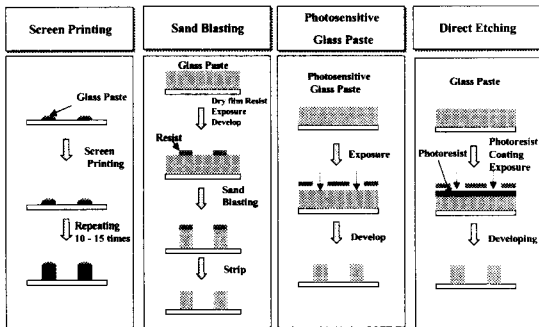 Screen Printing
Sand Blasting
Photosensitive
Glass Paste
Direct Etching
Glass Paste
Screen
Printing
Repeating
10 - 15 times
Glass Paste
Dry film Resist
Exposure
Develop
Resist
Sand
Blasting
Strip
Photosensitive
Glass Paste
Exposure
Develop
Glass Paste
Photoresist
Photoresist
Coating
Exposure
Developing